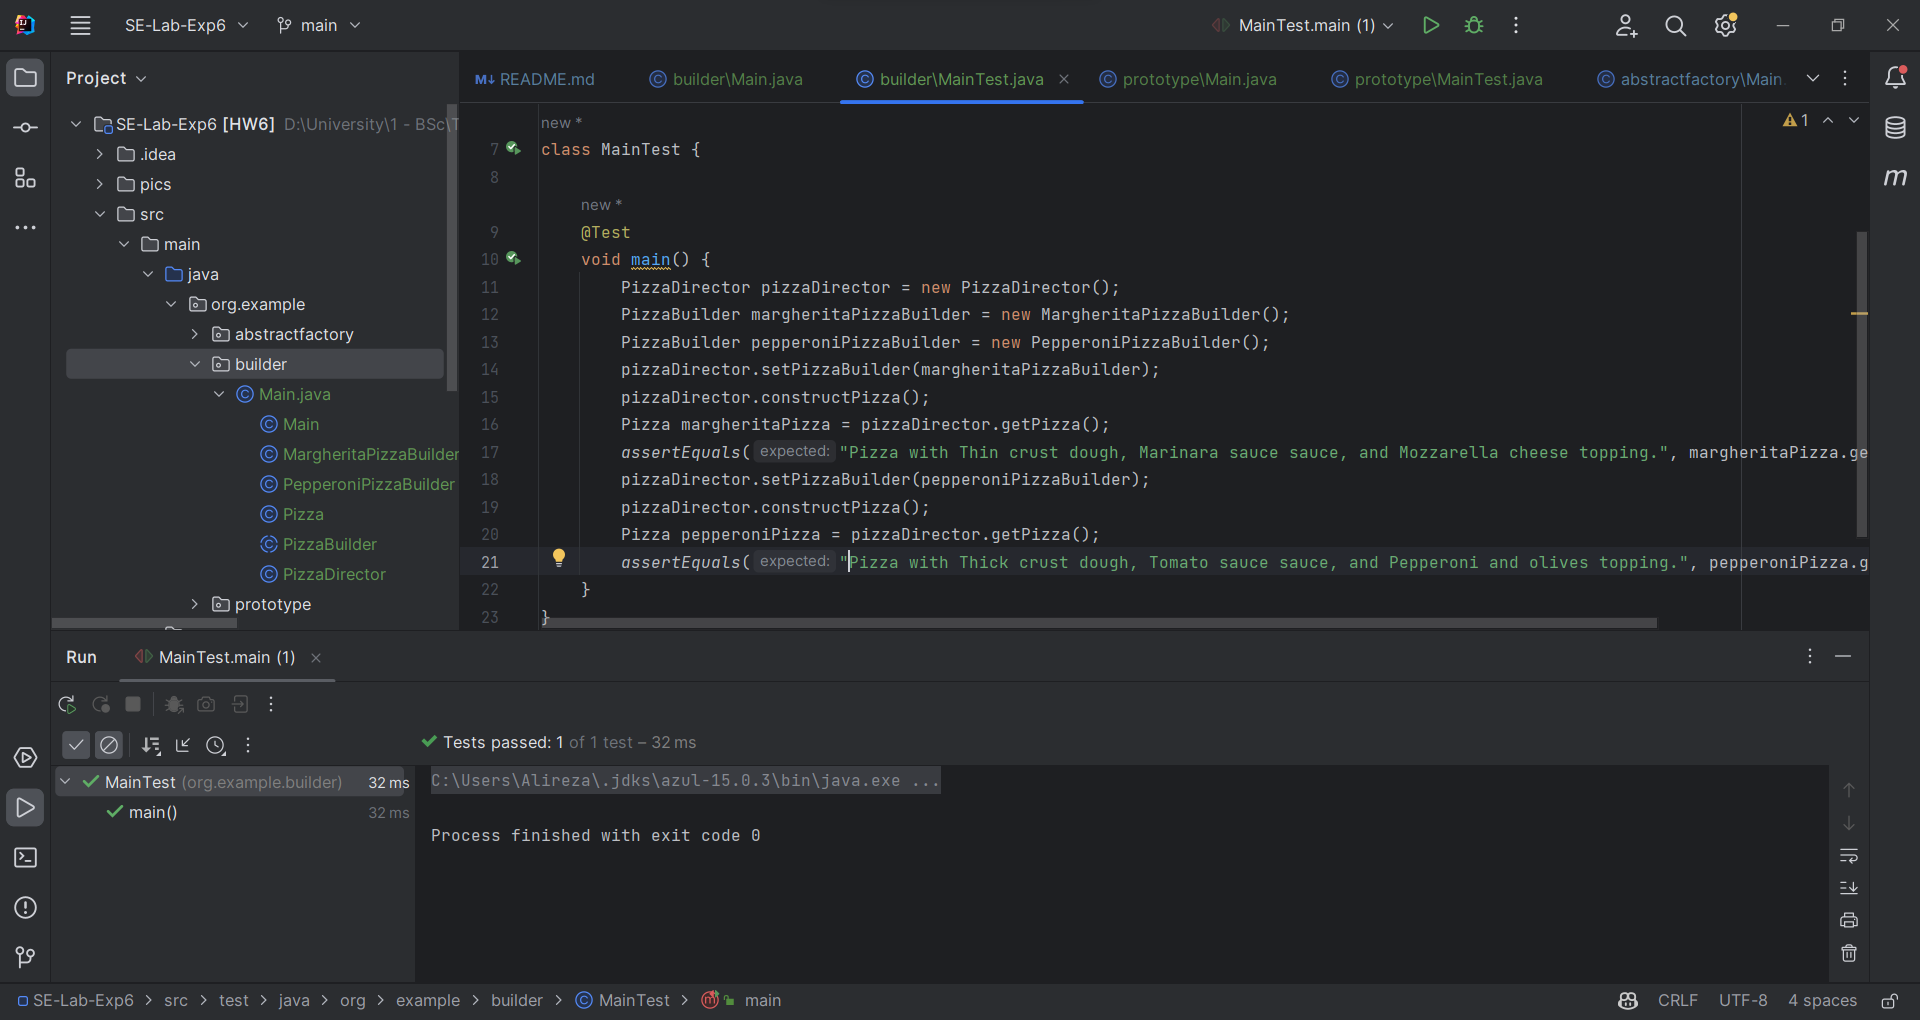 SE-Lab-Exp6 main MainTest.main (1)
Project
README.md builder\Main.java builder\MainTest.java prototype\Main.java prototype\MainTest.java abstractfactory\Main.
SE-Lab-Exp6 [HW6] D:\University\1 - BSc\T
.idea
pics
src
main
java
org.example
abstractfactory
builder
Main.java
Main
MargheritaPizzaBuilder
PepperoniPizzaBuilder
Pizza
PizzaBuilder
PizzaDirector
prototype
1
new *
7 class MainTest {
8
new *
9 @Test
10 void main() {
11 PizzaDirector pizzaDirector = new PizzaDirector();
12 PizzaBuilder margheritaPizzaBuilder = new MargheritaPizzaBuilder();
13 PizzaBuilder pepperoniPizzaBuilder = new PepperoniPizzaBuilder();
14 pizzaDirector.setPizzaBuilder(margheritaPizzaBuilder);
15 pizzaDirector.constructPizza();
16 Pizza margheritaPizza = pizzaDirector.getPizza();
17 assertEquals( expected: "Pizza with Thin crust dough, Marinara sauce sauce, and Mozzarella cheese topping.", margheritaPizza.ge
18 pizzaDirector.setPizzaBuilder(pepperoniPizzaBuilder);
19 pizzaDirector.constructPizza();
20 Pizza pepperoniPizza = pizzaDirector.getPizza();
21 assertEquals( expected: "Pizza with Thick crust dough, Tomato sauce sauce, and Pepperoni and olives topping.", pepperoniPizza.g
22 }
23 }
Run MainTest.main (1)
Tests passed: 1 of 1 test – 32 ms
MainTest (org.example.builder) 32 ms
main() 32 ms
C:\Users\Alireza\.jdks\azul-15.0.3\bin\java.exe ...
Process finished with exit code 0
SE-Lab-Exp6 > src > test > java > org > example > builder > MainTest > main
CRLF UTF-8 4 spaces